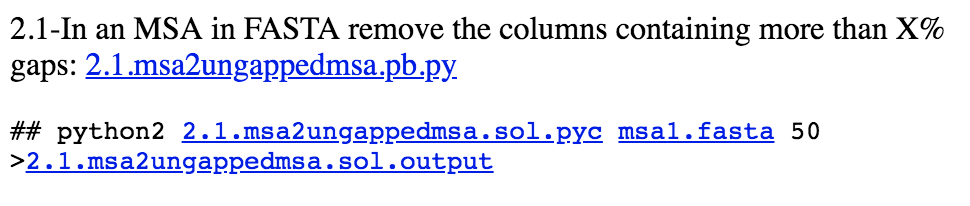 2.1-In an MSA in FASTA remove the columns containing more than X%
gaps: 2.1.msa2ungappedmsa.pb.py
## python2 2.1.msa2ungappedmsa.sol.pyc msa1.fasta 50
>2.1.msa2ungappedmsa.sol.output